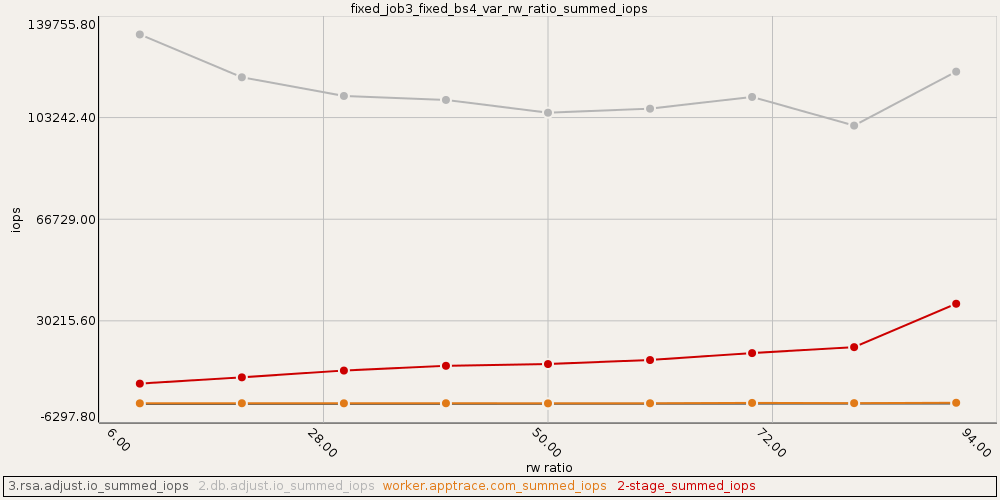 fixed_job3_fixed_bs4_var_rw_ratio_summed_iops
139755.80
103242.40
66729.00
30215.60
-6297.80
iops
6.00 28.00 50.00 72.00 94.00
rw ratio
3.rsa.adjust.io_summed_iops 2.db.adjust.io_summed_iops worker.apptrace.com_summed_iops 2-stage_summed_iops